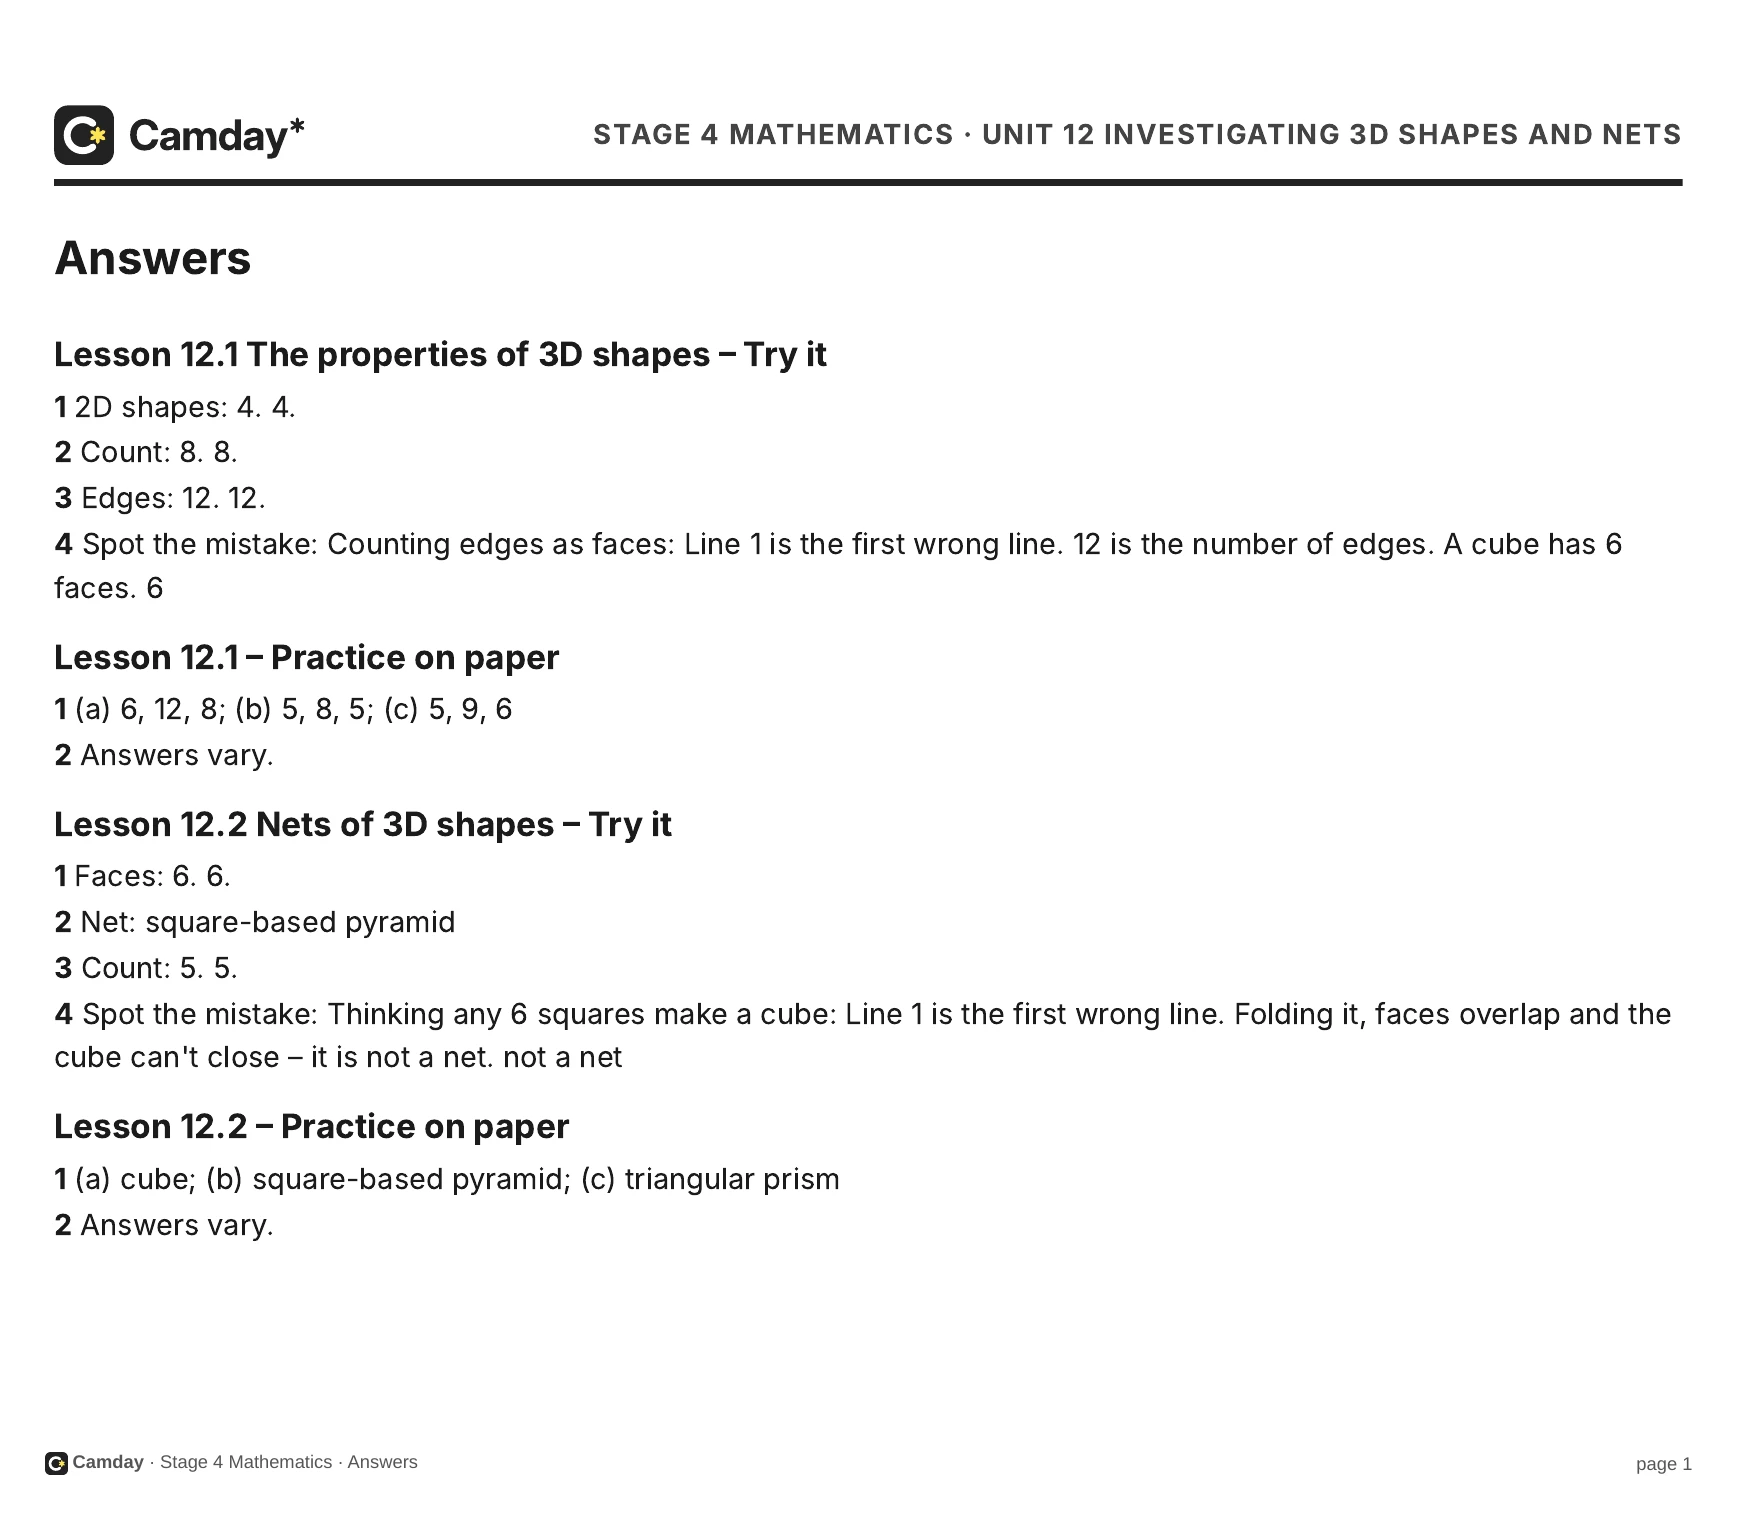 Camday*
STAGE 4 MATHEMATICS · UNIT 12 INVESTIGATING 3D SHAPES AND NETS
Answers
Lesson 12.1 The properties of 3D shapes – Try it
1 2D shapes: 4. 4.
2 Count: 8. 8.
3 Edges: 12. 12.
4 Spot the mistake: Counting edges as faces: Line 1 is the first wrong line. 12 is the number of edges. A cube has 6
faces. 6
Lesson 12.1 – Practice on paper
1 (a) 6, 12, 8; (b) 5, 8, 5; (c) 5, 9, 6
2 Answers vary.
Lesson 12.2 Nets of 3D shapes – Try it
1 Faces: 6. 6.
2 Net: square-based pyramid
3 Count: 5. 5.
4 Spot the mistake: Thinking any 6 squares make a cube: Line 1 is the first wrong line. Folding it, faces overlap and the
cube can't close – it is not a net. not a net
Lesson 12.2 – Practice on paper
1 (a) cube; (b) square-based pyramid; (c) triangular prism
2 Answers vary.
Camday · Stage 4 Mathematics · Answers
page 1